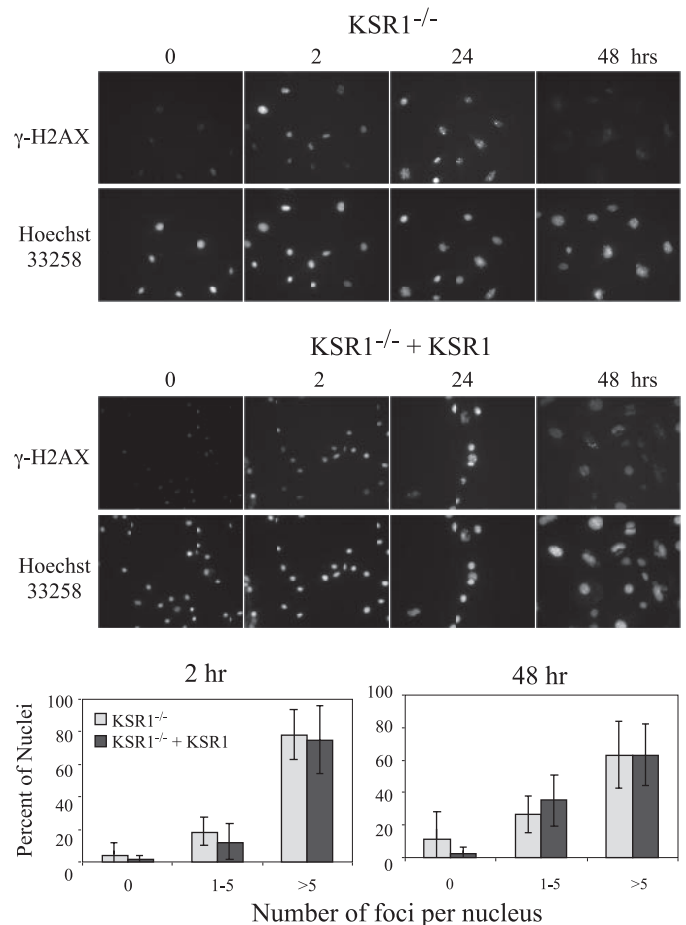 KSR1-/-
0 2 24 48 hrs
γ-H2AX
Hoechst
33258
KSR1-/- + KSR1
0 2 24 48 hrs
γ-H2AX
Hoechst
33258
2 hr
48 hr
Percent of Nuclei
100
80
60
40
20
0
KSR1-/-
KSR1-/- + KSR1
0 1-5 >5
100
80
60
40
20
0
0 1-5 >5
Number of foci per nucleus